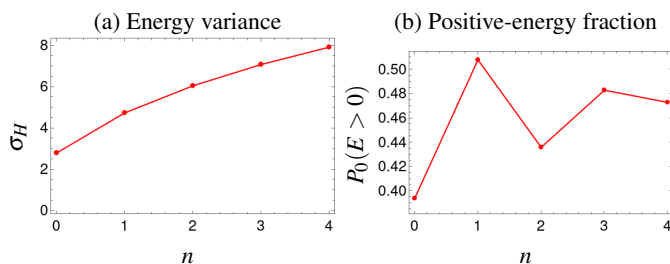 (a) Energy variance
8
6
4
2
0
σ_H
0 1 2 3 4
n
(b) Positive-energy fraction
0.50
0.48
0.46
0.44
0.42
0.40
P_0(E > 0)
0 1 2 3 4
n